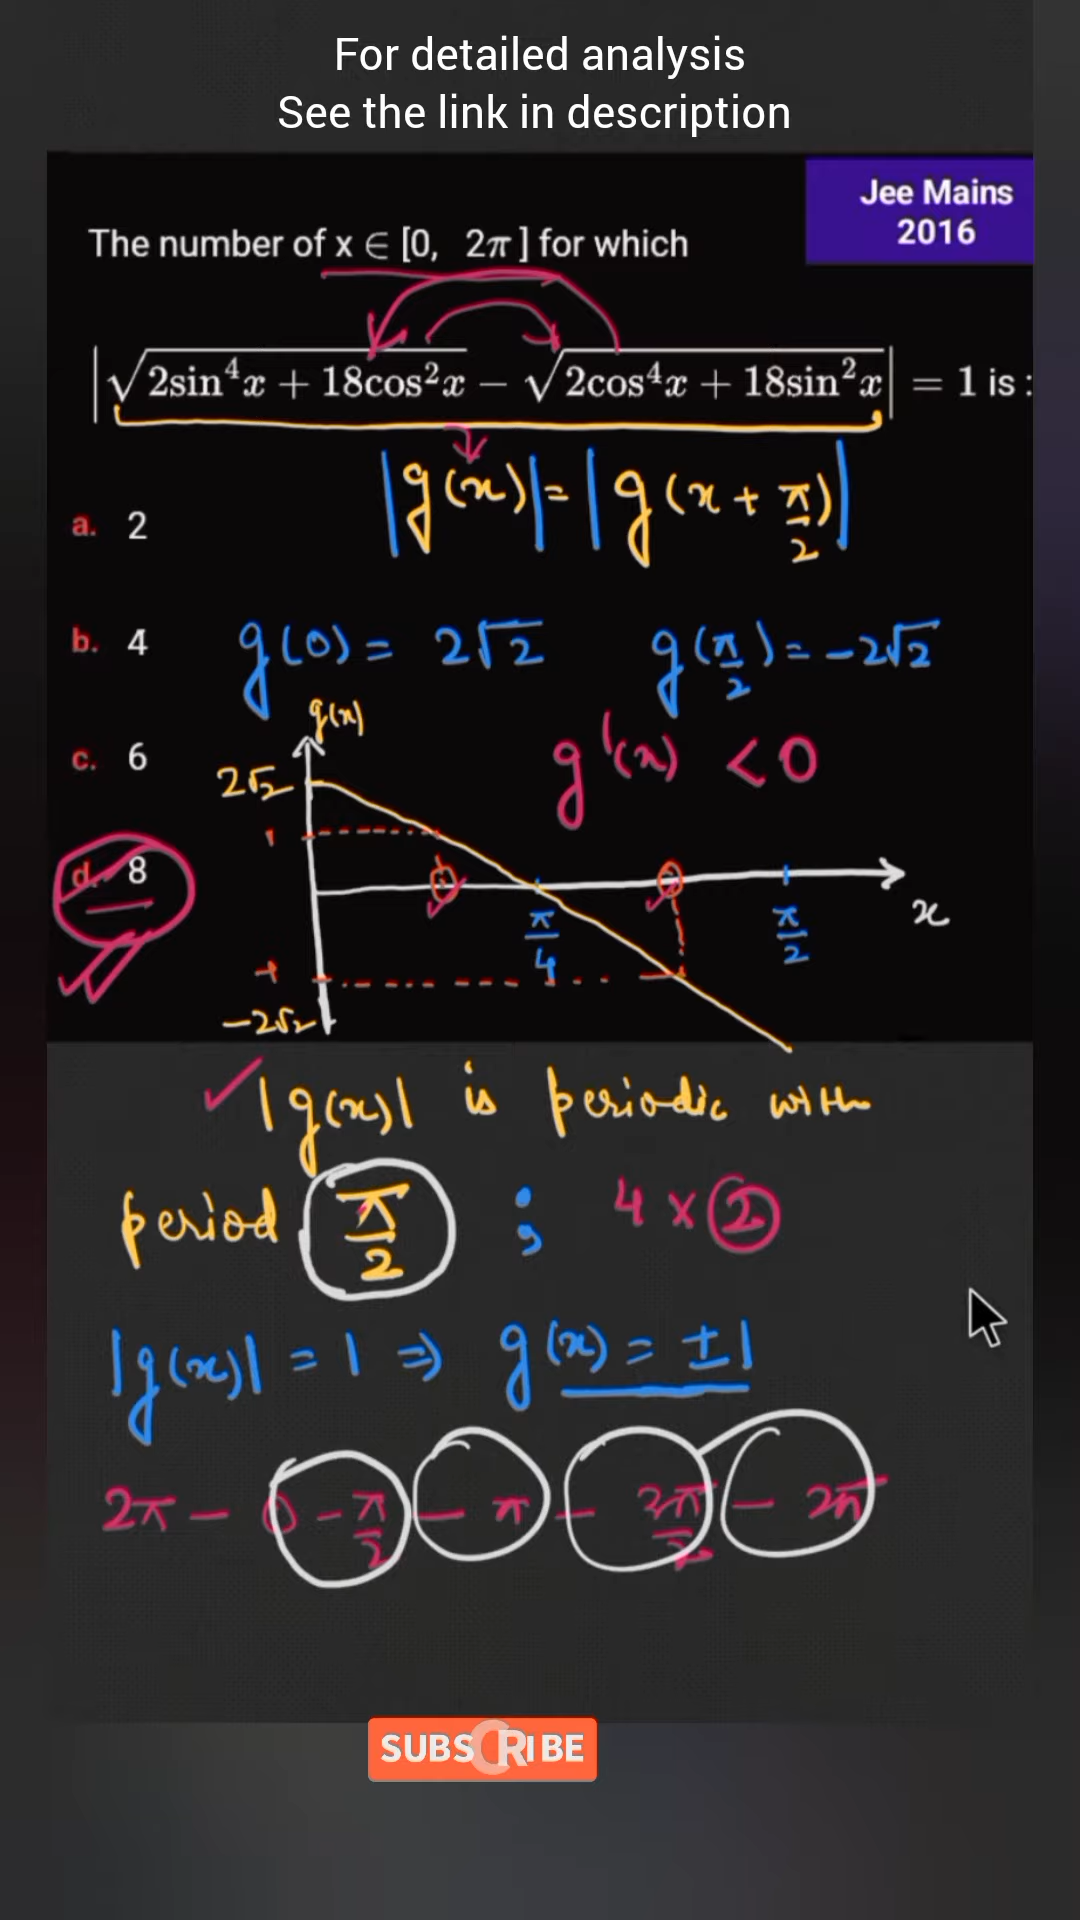 For detailed analysis
See the link in description
Jee Mains
2016
The number of x ∈ [0, 2π] for which
|√(2sin⁴x + 18cos²x) − √(2cos⁴x + 18sin²x)| = 1 is :
|g(x)| = |g(x + π/2)|
a. 2
b. 4
g(0) = 2√2 g(π/2) = -2√2
g(x)
c. 6
g'(x) < 0
2√2
1
d. 8
π/4
π/2
x
-1
-2√2
|g(x)| is periodic with
period π/2 ; 4 × 2
|g(x)| = 1 ⇒ g(x) = ±1
2π - 0 - π/2 - π - 3π/2 - 2π
SUBSCRIBE